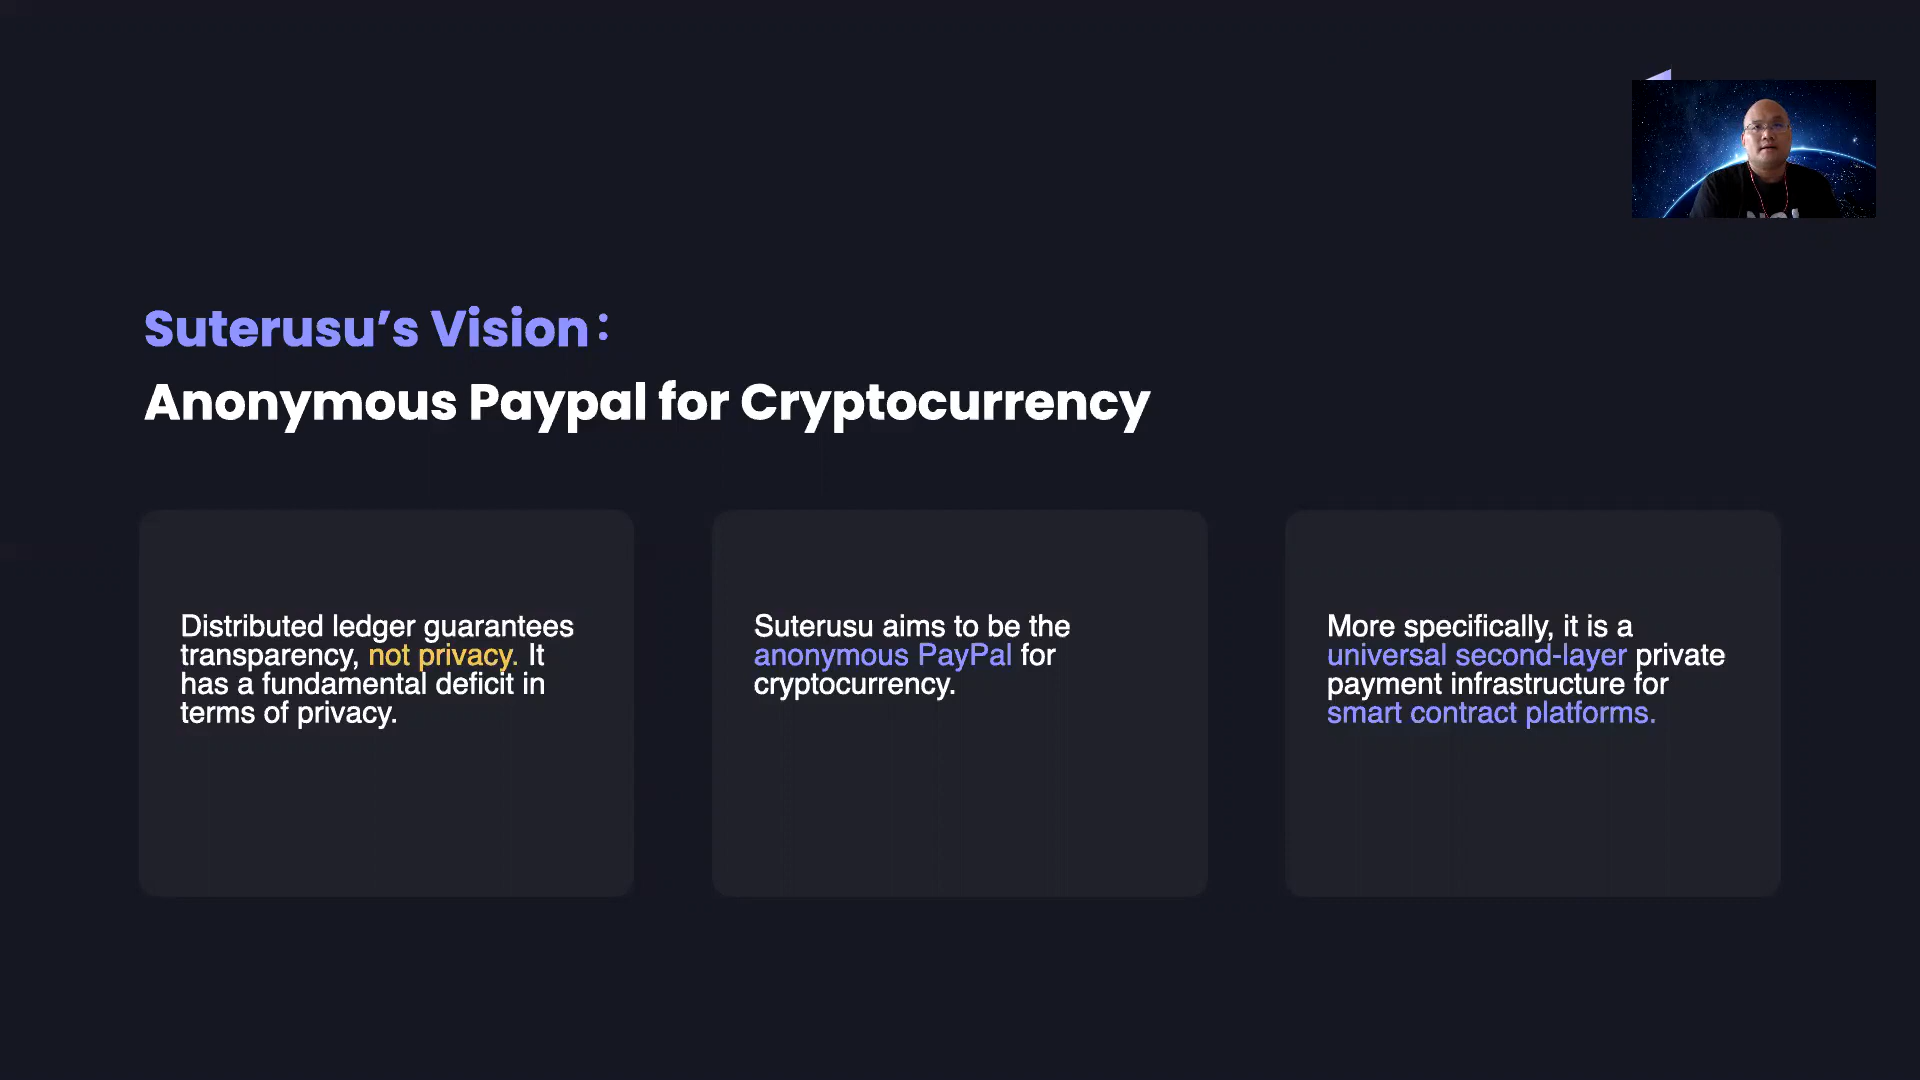 Suterusu’s Vision：
Anonymous Paypal for Cryptocurrency
Distributed ledger guarantees
transparency, not privacy. It
has a fundamental deficit in
terms of privacy.
Suterusu aims to be the
anonymous PayPal for
cryptocurrency.
More specifically, it is a
universal second-layer private
payment infrastructure for
smart contract platforms.